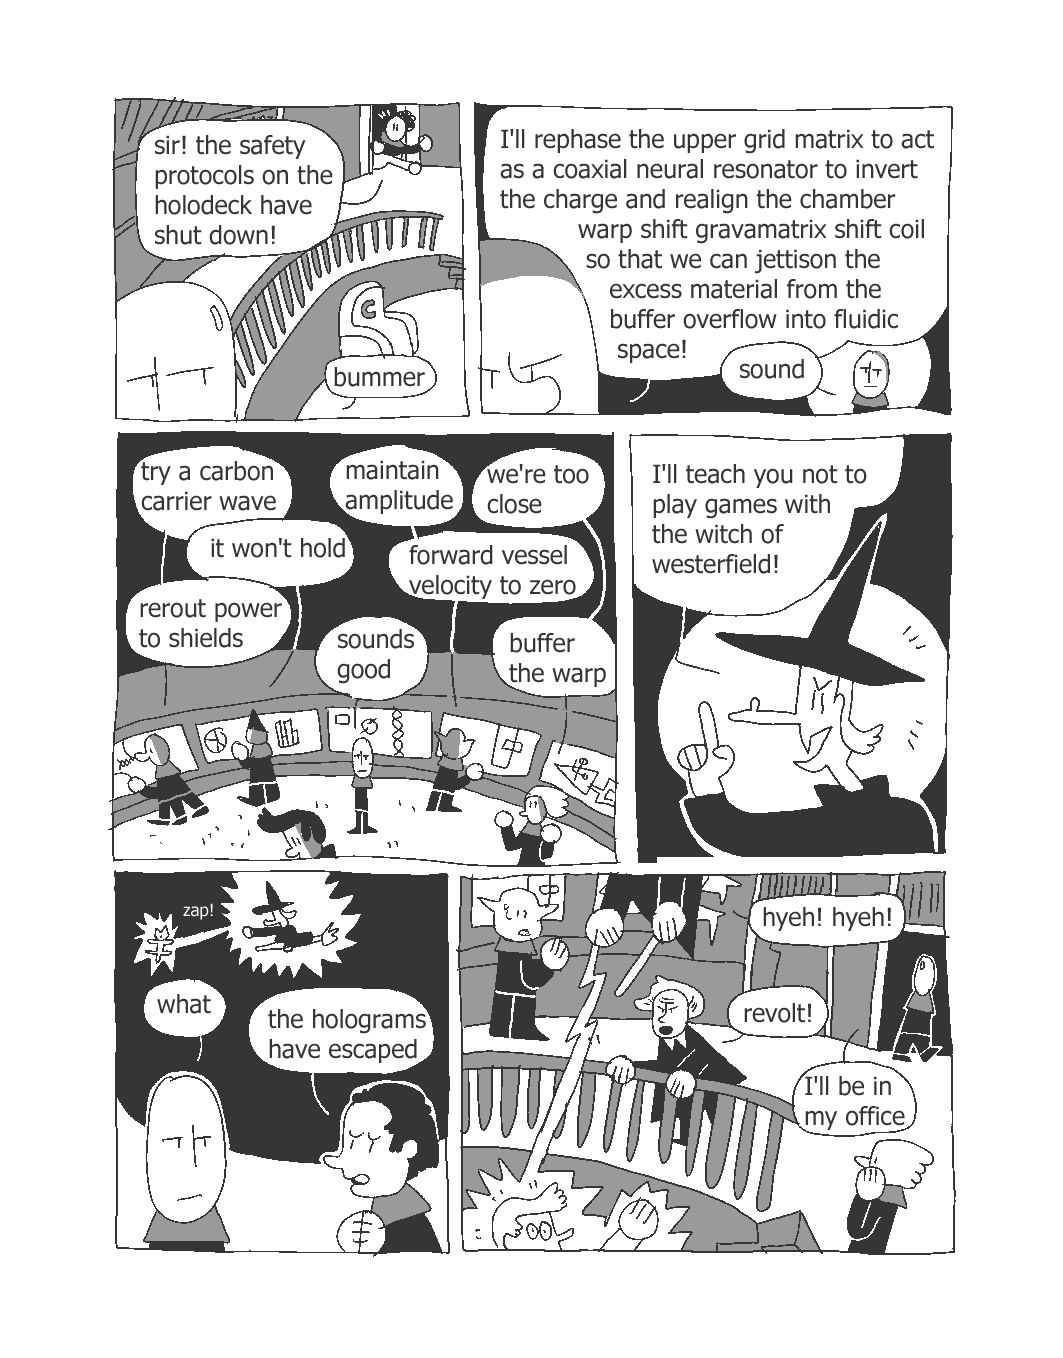 sir! the safety
protocols on the
holodeck have
shut down!
bummer
I'll rephase the upper grid matrix to act
as a coaxial neural resonator to invert
the charge and realign the chamber
warp shift gravamatrix shift coil
so that we can jettison the
excess material from the
buffer overflow into fluidic
space!
sound
try a carbon
carrier wave
it won't hold
rerout power
to shields
maintain
amplitude
we're too
close
forward vessel
velocity to zero
sounds
good
buffer
the warp
I'll teach you not to
play games with
the witch of
westerfield!
zap!
what
the holograms
have escaped
hyeh! hyeh!
revolt!
I'll be in
my office